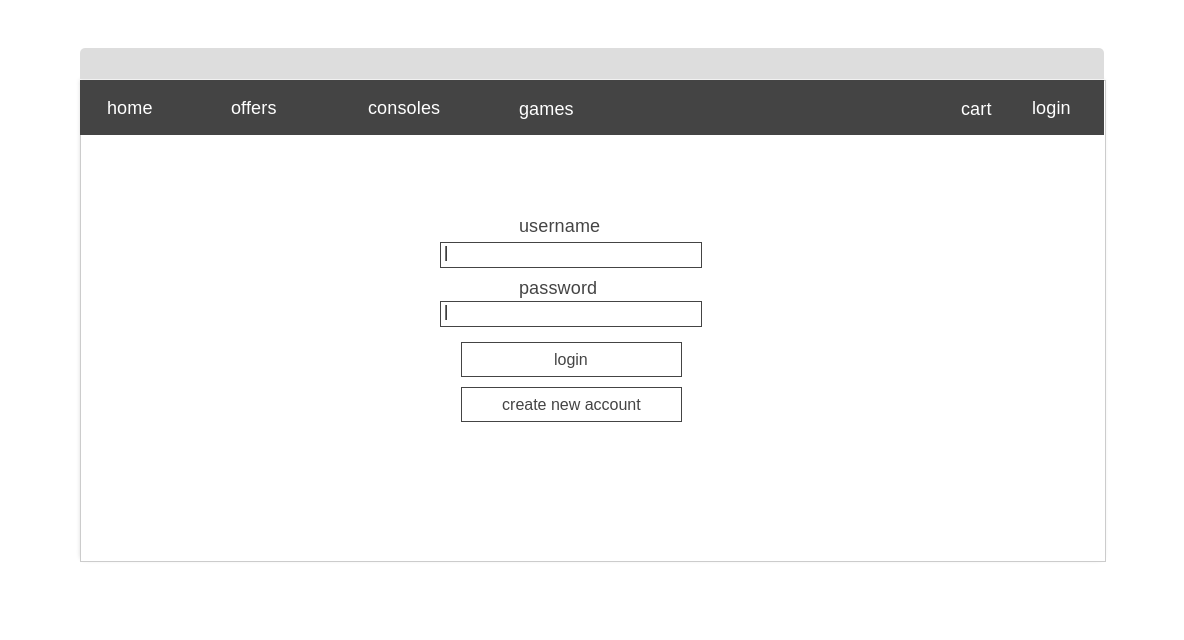 home offers consoles games cart login
username
password
login
create new account